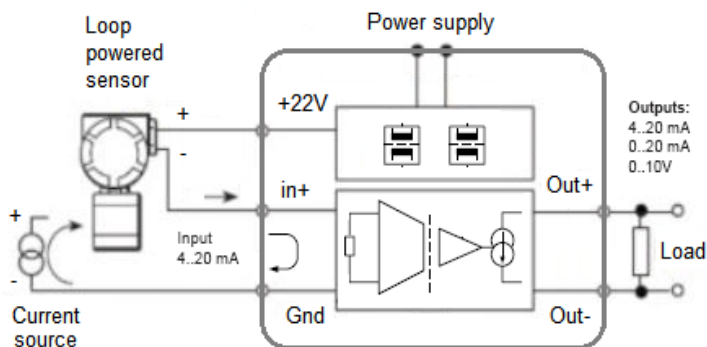 Loop
powered
sensor
Power supply
+
-
+22V
Outputs:
4..20 mA
0..20 mA
0..10V
in+
Out+
+
-
Input
4..20 mA
Load
Gnd
Out-
Current
source